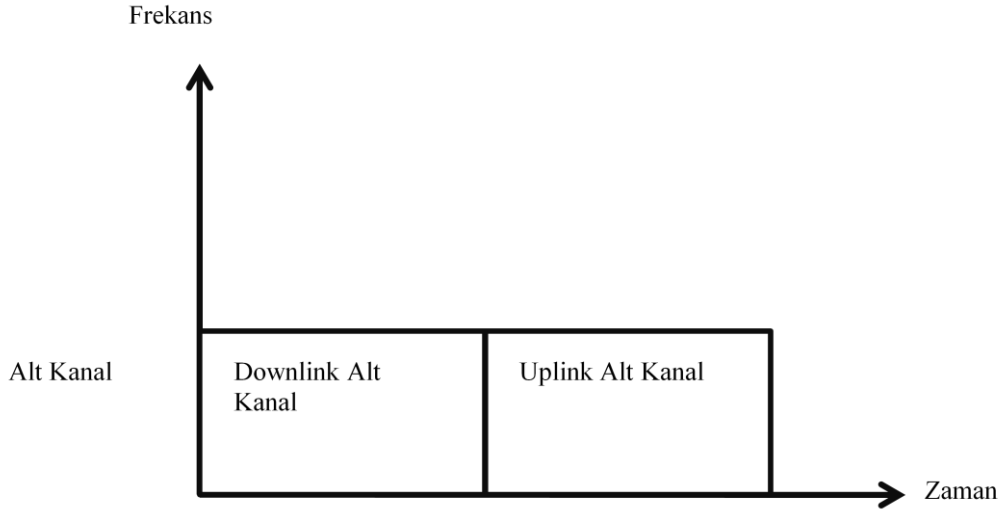 Frekans
Alt Kanal
Downlink Alt
Kanal
Uplink Alt Kanal
Zaman